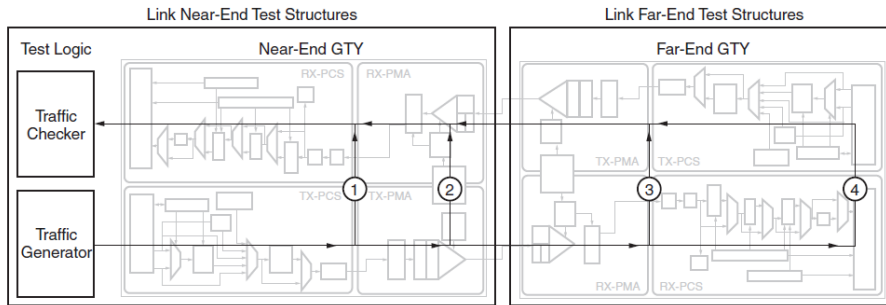 Link Near-End Test Structures
Link Far-End Test Structures
Test Logic
Near-End GTY
Far-End GTY
RX-PCS
RX-PMA
Traffic
Checker
TX-PMA
TX-PCS
1
2
3
4
TX-PCS
TX-PMA
Traffic
Generator
RX-PMA
RX-PCS